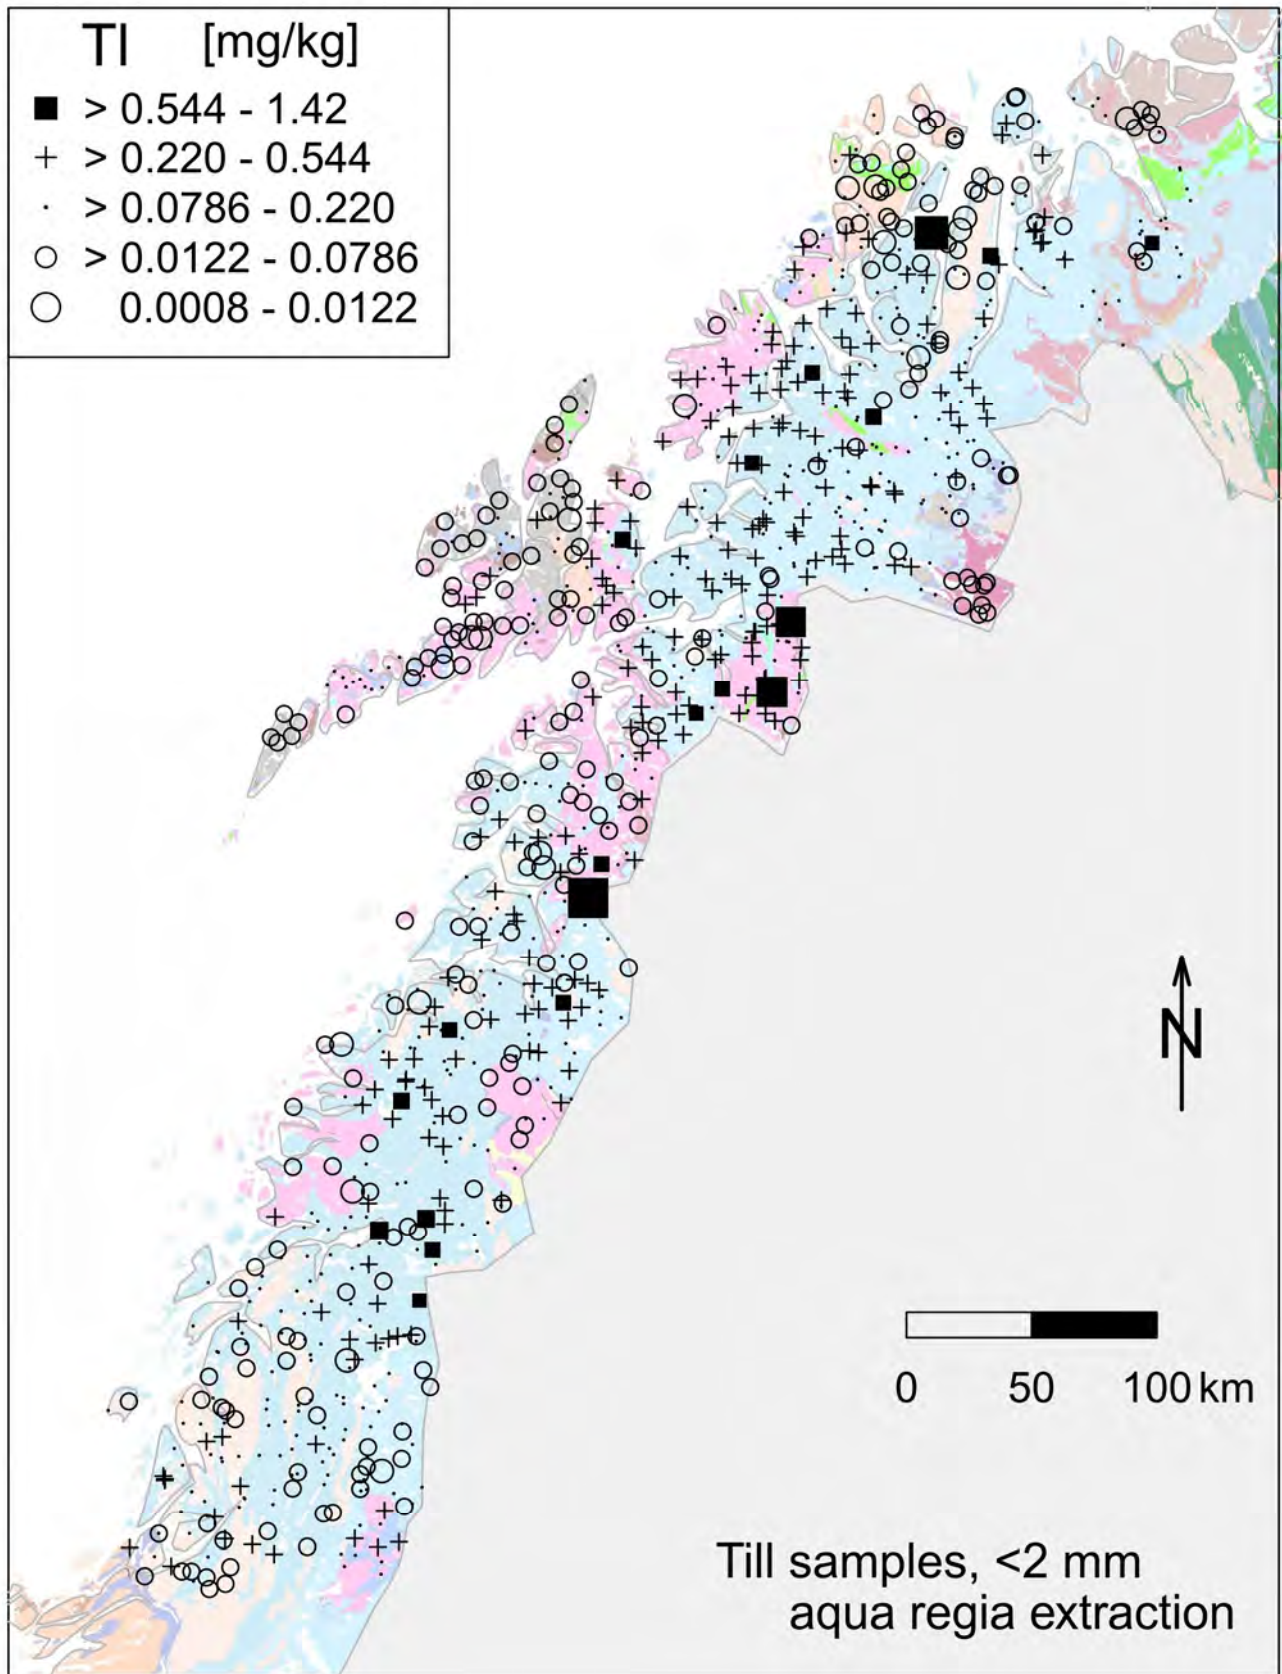 Tl [mg/kg]
> 0.544 - 1.42
> 0.220 - 0.544
> 0.0786 - 0.220
> 0.0122 - 0.0786
0.0008 - 0.0122
N
0 50 100 km
Till samples, <2 mm
aqua regia extraction